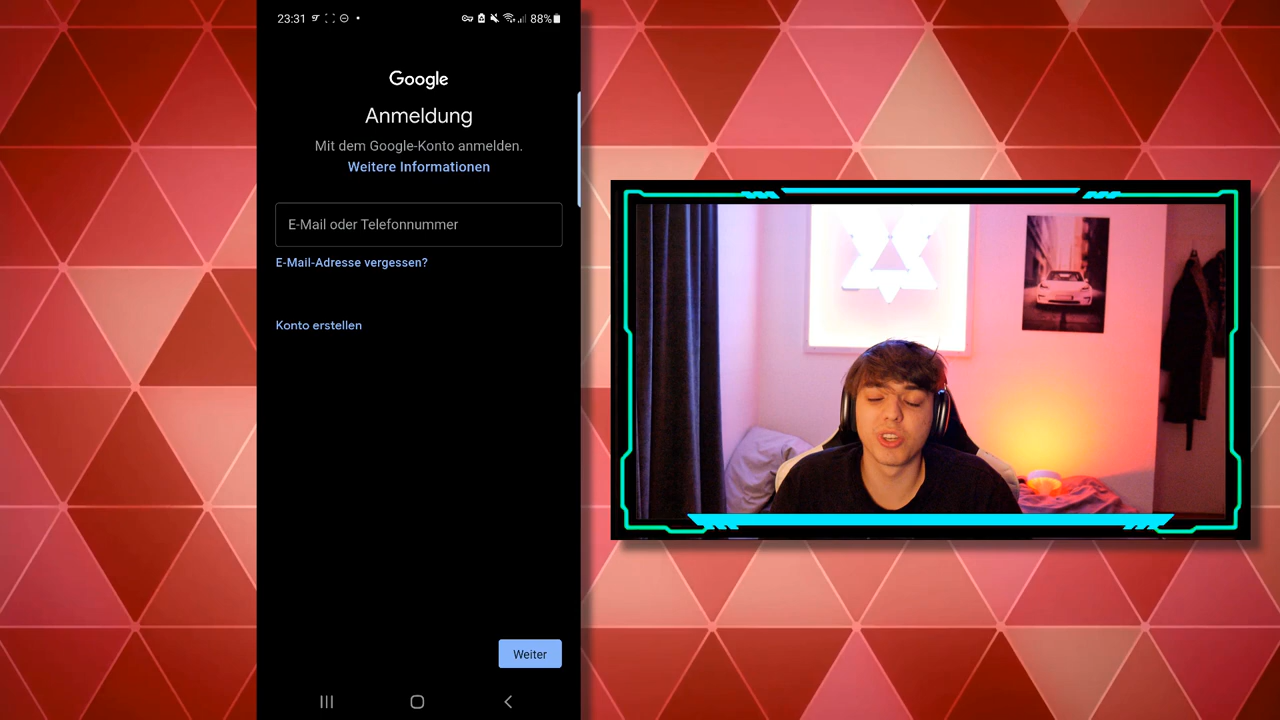 23:31
88%
Google
Anmeldung
Mit dem Google-Konto anmelden.
Weitere Informationen
E-Mail oder Telefonnummer
E-Mail-Adresse vergessen?
Konto erstellen
Weiter